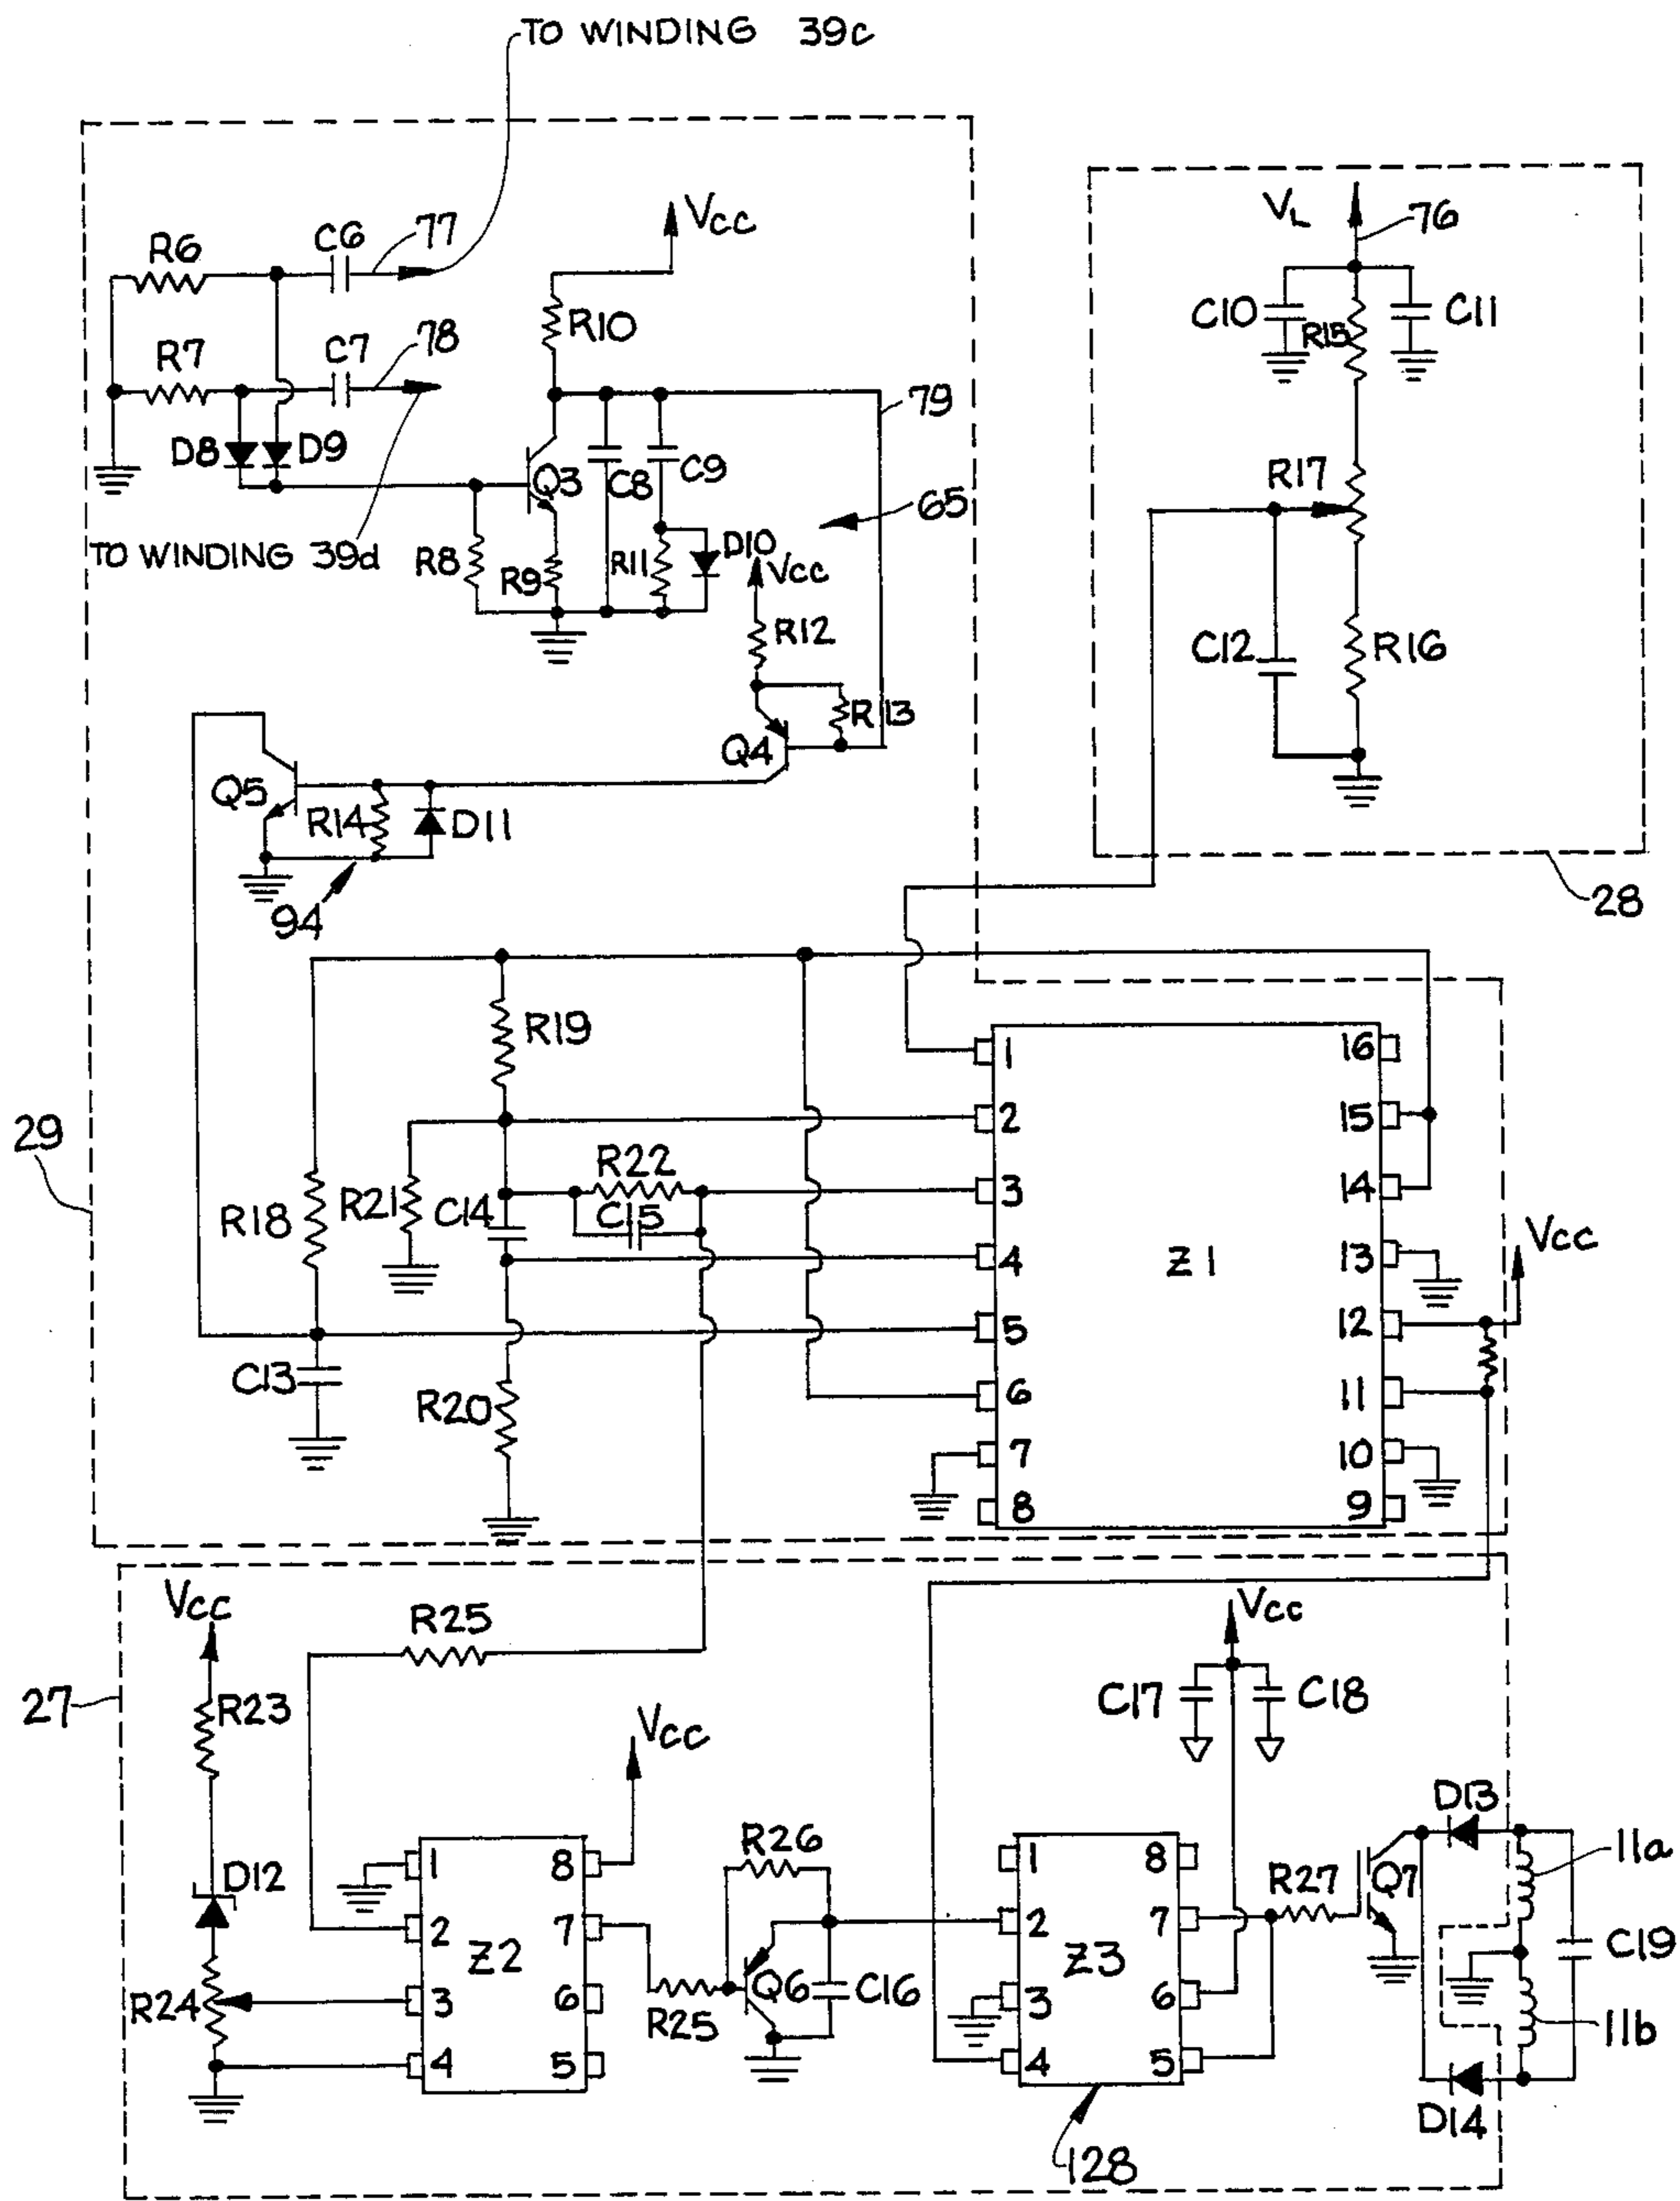 TO WINDING 39c
Vcc
VL
76
R6
C6
77
C10
R15
C11
R10
R7
C7
78
79
D8
D9
Q3
C8
C9
R17
65
TO WINDING 39d
R8
R9
R11
D10
Vcc
R12
C12
R16
R13
Q4
Q5
R14
D11
94
28
R19
1
16
29
2
15
R22
R18
R21
C14
C15
3
14
Vcc
4
Z1
13
5
12
C13
R20
6
11
7
10
8
9
Vcc
R25
Vcc
27
R23
C17
C18
Vcc
D13
R26
11a
D12
1
8
1
8
R27
Q7
2
7
2
7
Z2
Z3
C19
R24
3
6
R25
Q6
C16
3
6
11b
4
5
4
5
D14
128